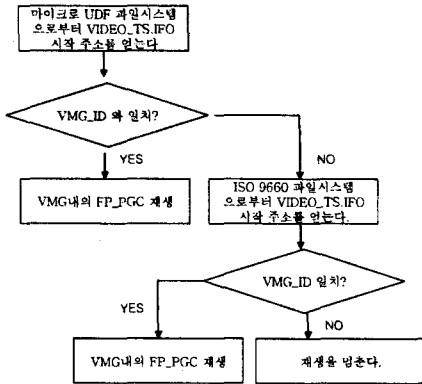 마이크로 UDF 파일시스템
으로부터 VIDEO_TS.IFO
시작 주소를 얻는다
VMG_ID 와 일치?
YES
NO
VMG내의 FP_PGC 재생
ISO 9660 파일시스템
으로부터 VIDEO_TS.IFO
시작 주소를 얻는다.
VMG_ID 일치?
YES
NO
VMG내의 FP_PGC 재생
재생을 멈춘다.